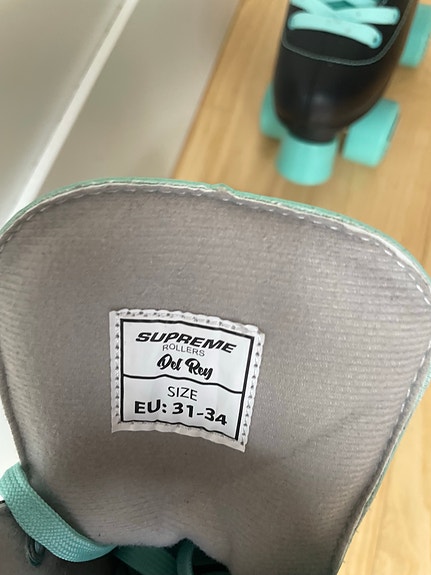 SUPREME
ROLLERS
Del Rey
SIZE
EU: 31-34